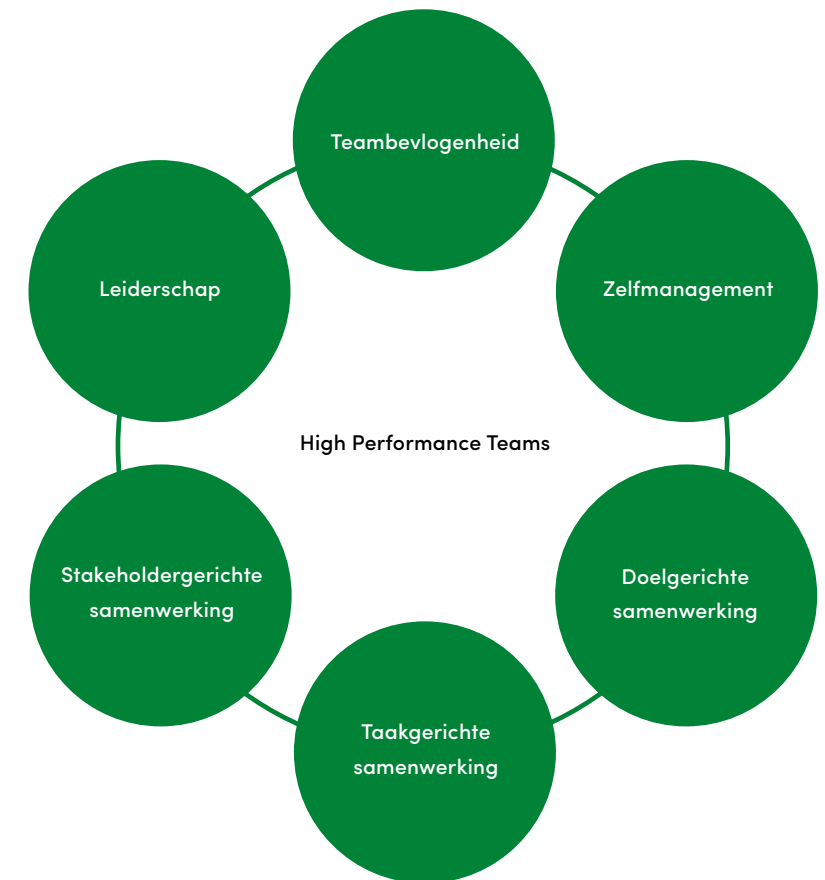 Teambevlogenheid
Leiderschap
Zelfmanagement
High Performance Teams
Stakeholdergerichte
samenwerking
Doelgerichte
samenwerking
Taakgerichte
samenwerking